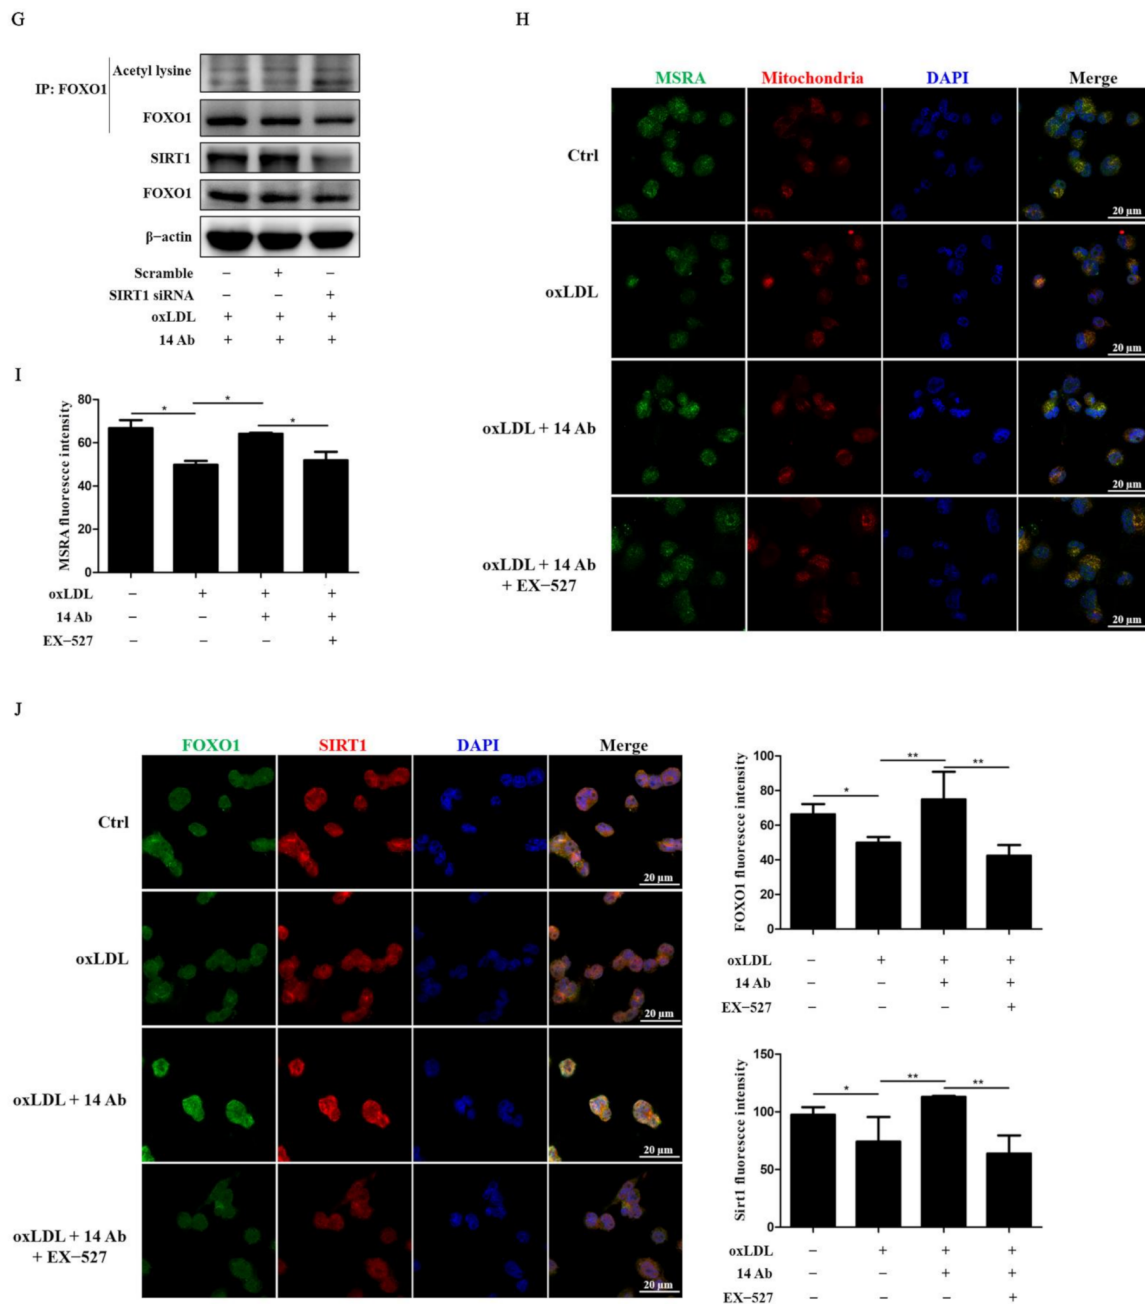 G
Acetyl lysine
IP: FOXO1
FOXO1
SIRT1
FOXO1
β−actin
Scramble − + −
SIRT1 siRNA − − +
oxLDL + + +
14 Ab + + +
H
MSRA Mitochondria DAPI Merge
Ctrl
20 µm
oxLDL
20 µm
oxLDL + 14 Ab
20 µm
oxLDL + 14 Ab
+ EX−527
20 µm
I
MSRA fluorescce intensity
80
60
40
20
0
* * *
oxLDL − + + +
14 Ab − − + +
EX−527 − − − +
J
FOXO1 SIRT1 DAPI Merge
Ctrl
20 µm
oxLDL
20 µm
oxLDL + 14 Ab
20 µm
oxLDL + 14 Ab
+ EX−527
20 µm
FOXO1 fluorescce intensity
100
80
60
40
20
0
* ** **
oxLDL − + + +
14 Ab − − + +
EX−527 − − − +
Sirt1 fluorescce intensity
150
100
50
0
* ** **
oxLDL − + + +
14 Ab − − + +
EX−527 − − − +